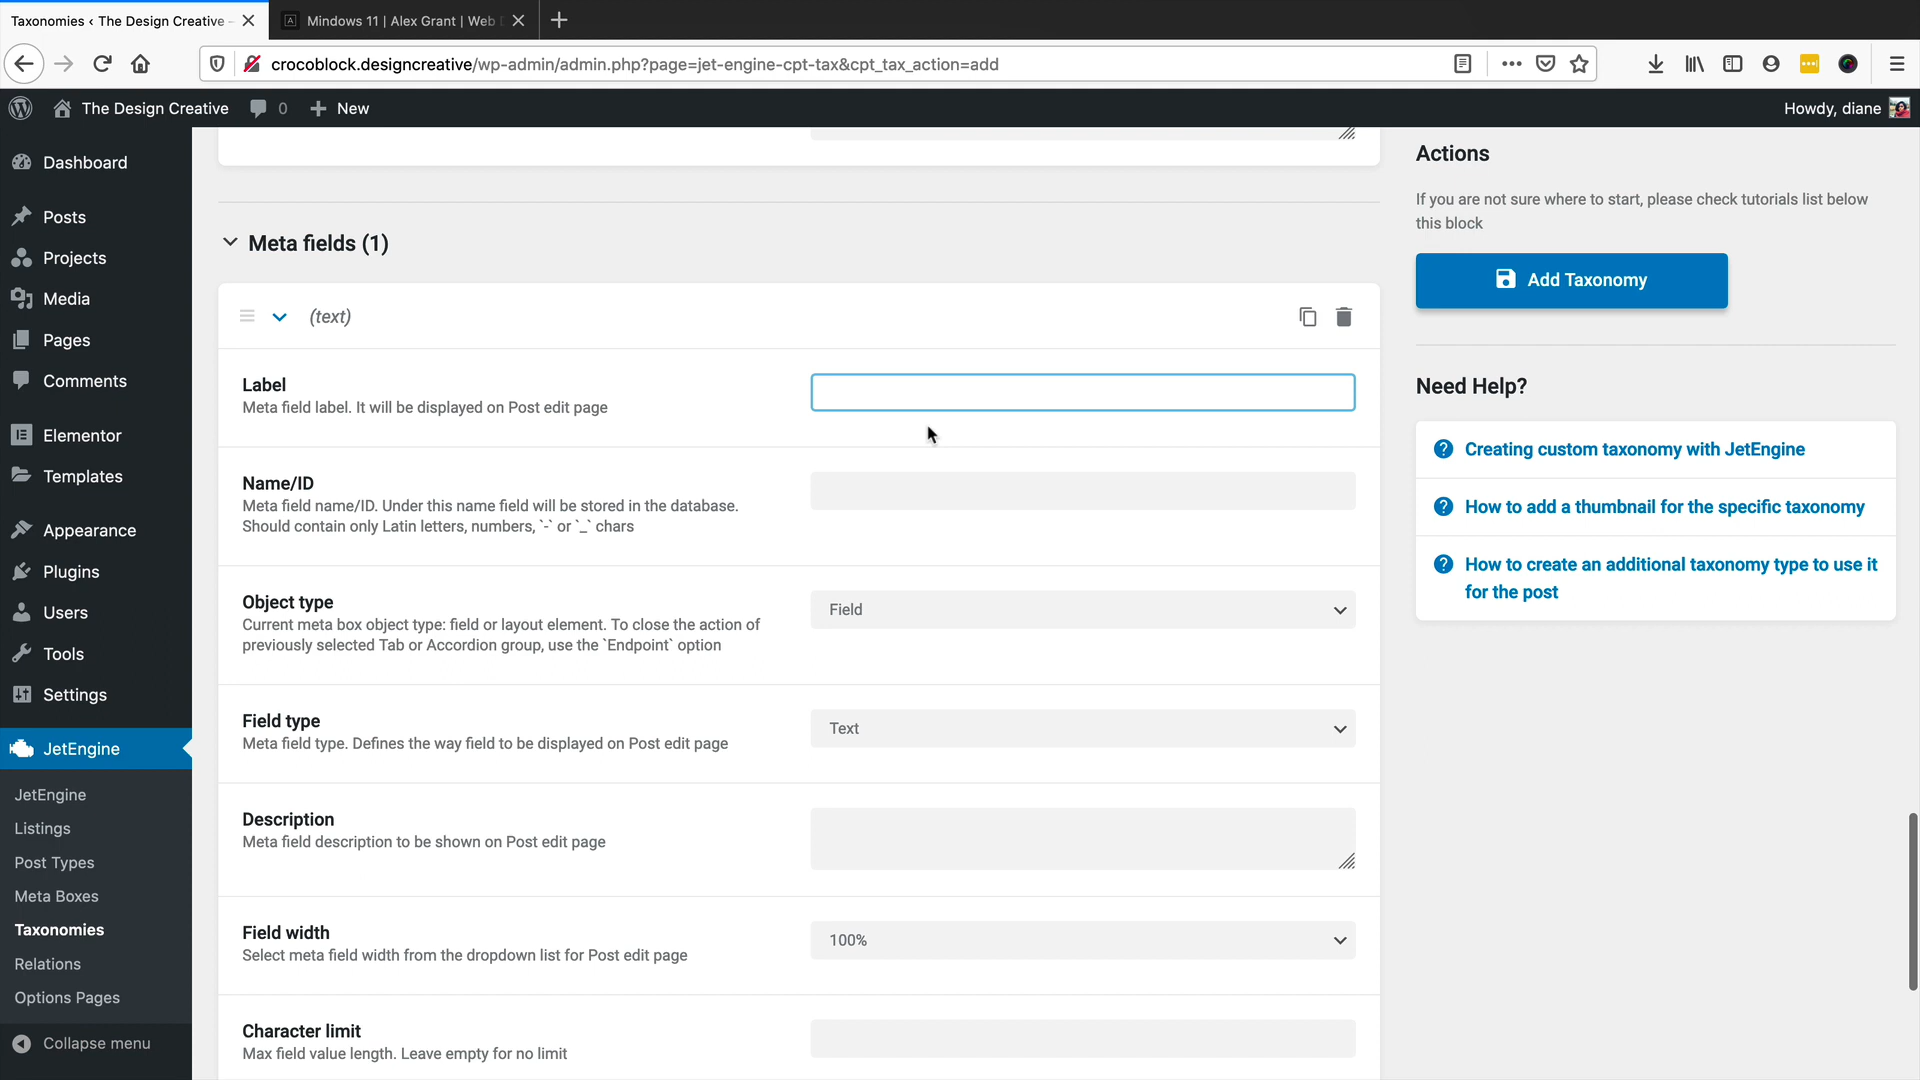 Taxonomies ‹ The Design Creative –
Mindows 11 | Alex Grant | Web
crocoblock.designcreative/wp-admin/admin.php?page=jet-engine-cpt-tax&cpt_tax_action=add
The Design Creative
0
New
Howdy, diane
Dashboard
Posts
Projects
Media
Pages
Comments
Elementor
Templates
Appearance
Plugins
Users
Tools
Settings
JetEngine
JetEngine
Listings
Post Types
Meta Boxes
Taxonomies
Relations
Options Pages
Collapse menu
Meta fields (1)
(text)
Label
Meta field label. It will be displayed on Post edit page
Name/ID
Meta field name/ID. Under this name field will be stored in the database.
Should contain only Latin letters, numbers, `-` or `_` chars
Object type
Current meta box object type: field or layout element. To close the action of
previously selected Tab or Accordion group, use the `Endpoint` option
Field
Field type
Meta field type. Defines the way field to be displayed on Post edit page
Text
Description
Meta field description to be shown on Post edit page
Field width
Select meta field width from the dropdown list for Post edit page
100%
Character limit
Max field value length. Leave empty for no limit
Actions
If you are not sure where to start, please check tutorials list below
this block
Add Taxonomy
Need Help?
Creating custom taxonomy with JetEngine
How to add a thumbnail for the specific taxonomy
How to create an additional taxonomy type to use it
for the post